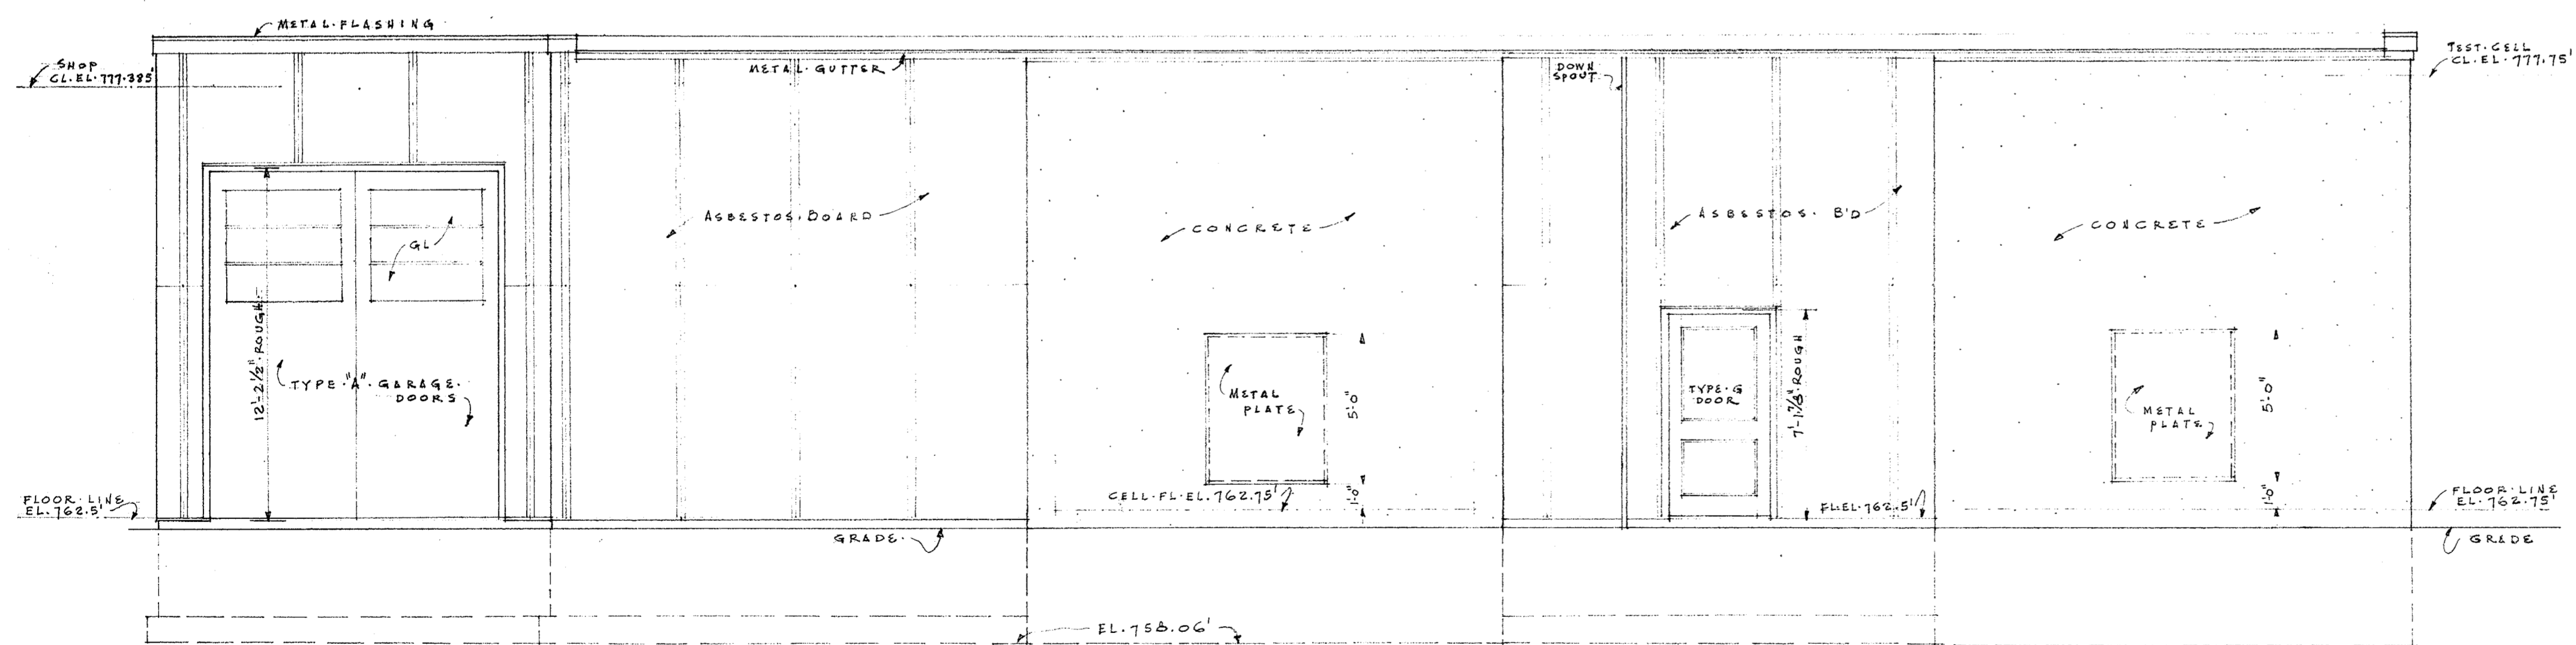 METAL·FLASHING
SHOP
CL.EL.777.385'
METAL·GUTTER
DOWN
SPOUT·
TEST·CELL
CL.EL.777.75'
GL
ASBESTOS·BOARD
CONCRETE
ASBESTOS·B'D
CONCRETE
12'-2½"·ROUGH·
TYPE·"A"·GARAGE·
DOORS
METAL
PLATE
5'-0"
TYPE·G
DOOR
7'-1⅞"·ROUGH
METAL
PLATE
5'-0"
FLOOR·LINE
EL.762.5'
CELL·FL·EL.762.75'
1'-0"
FL·EL·762.5'
1'-0"
FLOOR·LINE
EL.762.75'
GRADE·
GRADE
EL.758.06'